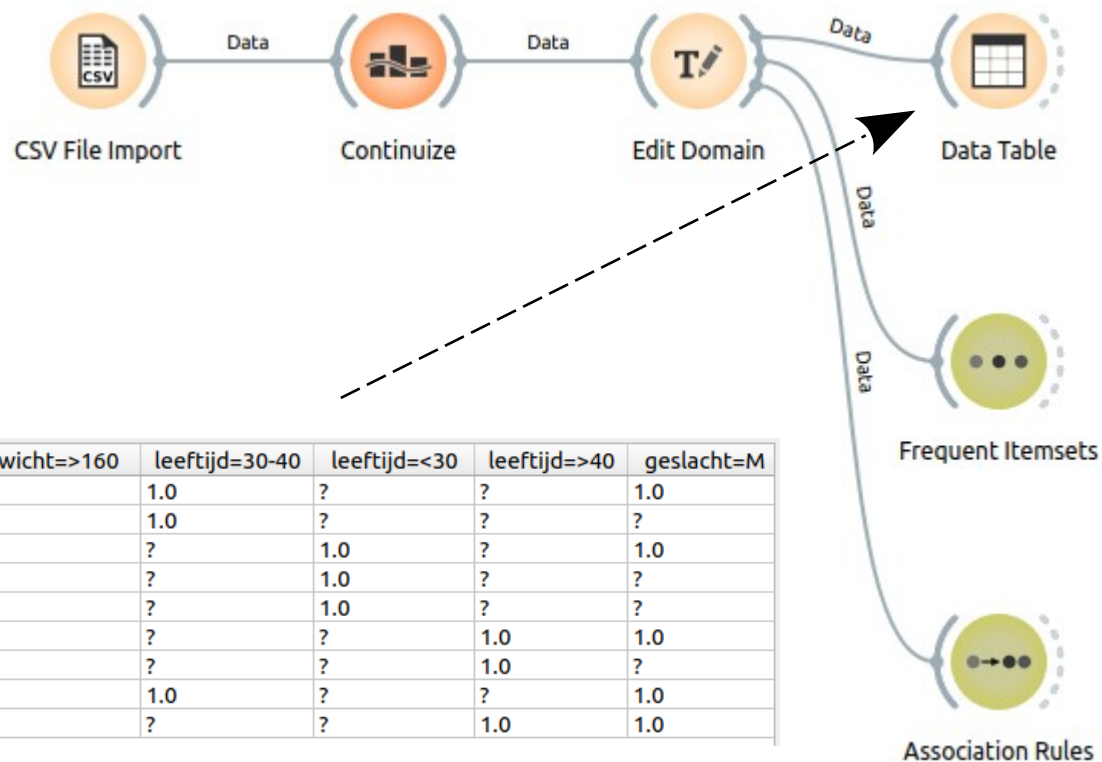 Data Data Data
CSV
T
CSV File Import Continuize Edit Domain Data Table
Data
Data
Frequent Itemsets
wicht=>160 leeftijd=30-40 leeftijd=<30 leeftijd=>40 geslacht=M
1.0 ? ? 1.0
1.0 ? ? ?
? 1.0 ? 1.0
? 1.0 ? ?
? 1.0 ? ?
? ? 1.0 1.0
? ? 1.0 ?
1.0 ? ? 1.0
? ? 1.0 1.0
Association Rules